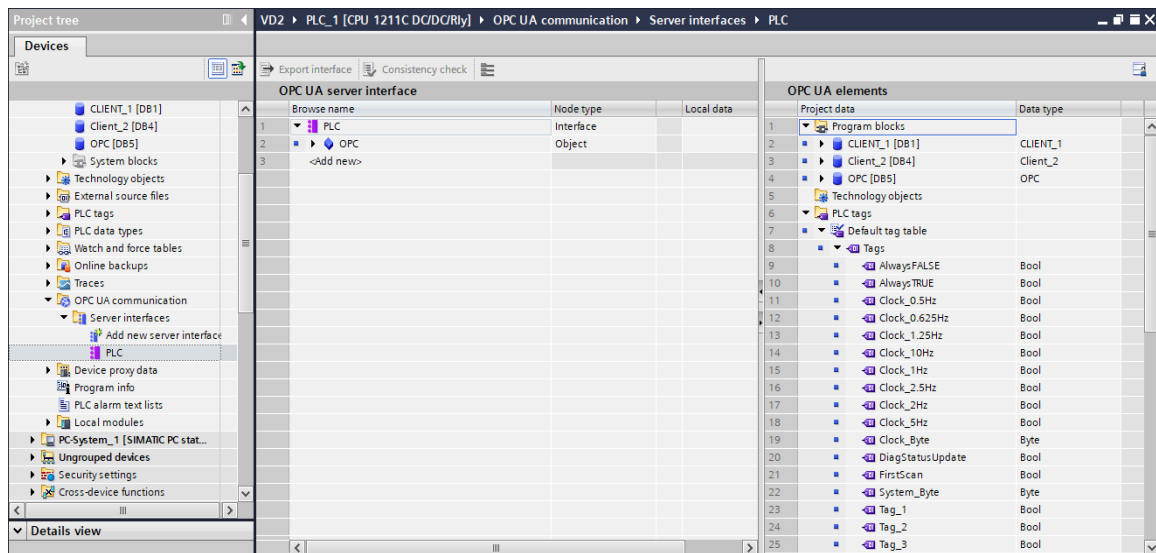 Project tree
Devices
CLIENT_1 [DB1]
Client_2 [DB4]
OPC [DB5]
System blocks
Technology objects
External source files
PLC tags
PLC data types
Watch and force tables
Online backups
Traces
OPC UA communication
Server interfaces
Add new server interface
PLC
Device proxy data
Program info
PLC alarm text lists
Local modules
PC-System_1 [SIMATIC PC stat...
Ungrouped devices
Security settings
Cross-device functions
Details view
VD2 PLC_1 [CPU 1211C DC/DC/Rly] OPC UA communication Server interfaces PLC
Export interface Consistency check
OPC UA server interface
Browse name Node type Local data
1 PLC Interface
2 OPC Object
3 <Add new>
OPC UA elements
Project data Data type
1 Program blocks
2 CLIENT_1 [DB1] CLIENT_1
3 Client_2 [DB4] Client_2
4 OPC [DB5] OPC
5 Technology objects
6 PLC tags
7 Default tag table
8 Tags
9 AlwaysFALSE Bool
10 AlwaysTRUE Bool
11 Clock_0.5Hz Bool
12 Clock_0.625Hz Bool
13 Clock_1.25Hz Bool
14 Clock_10Hz Bool
15 Clock_1Hz Bool
16 Clock_2.5Hz Bool
17 Clock_2Hz Bool
18 Clock_5Hz Bool
19 Clock_Byte Byte
20 DiagStatusUpdate Bool
21 FirstScan Bool
22 System_Byte Byte
23 Tag_1 Bool
24 Tag_2 Bool
25 Tag_3 Bool